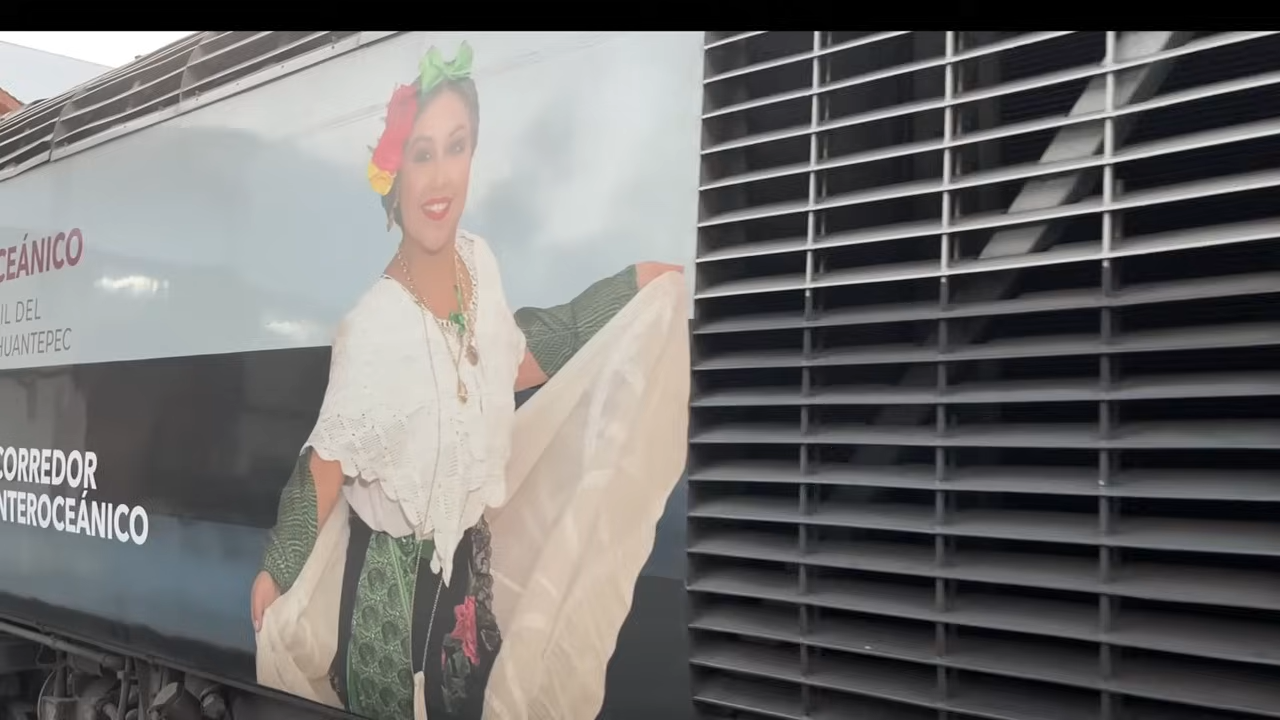 CEÁNICO
IL DEL
HUANTEPEC
CORREDOR
NTEROCEÁNICO